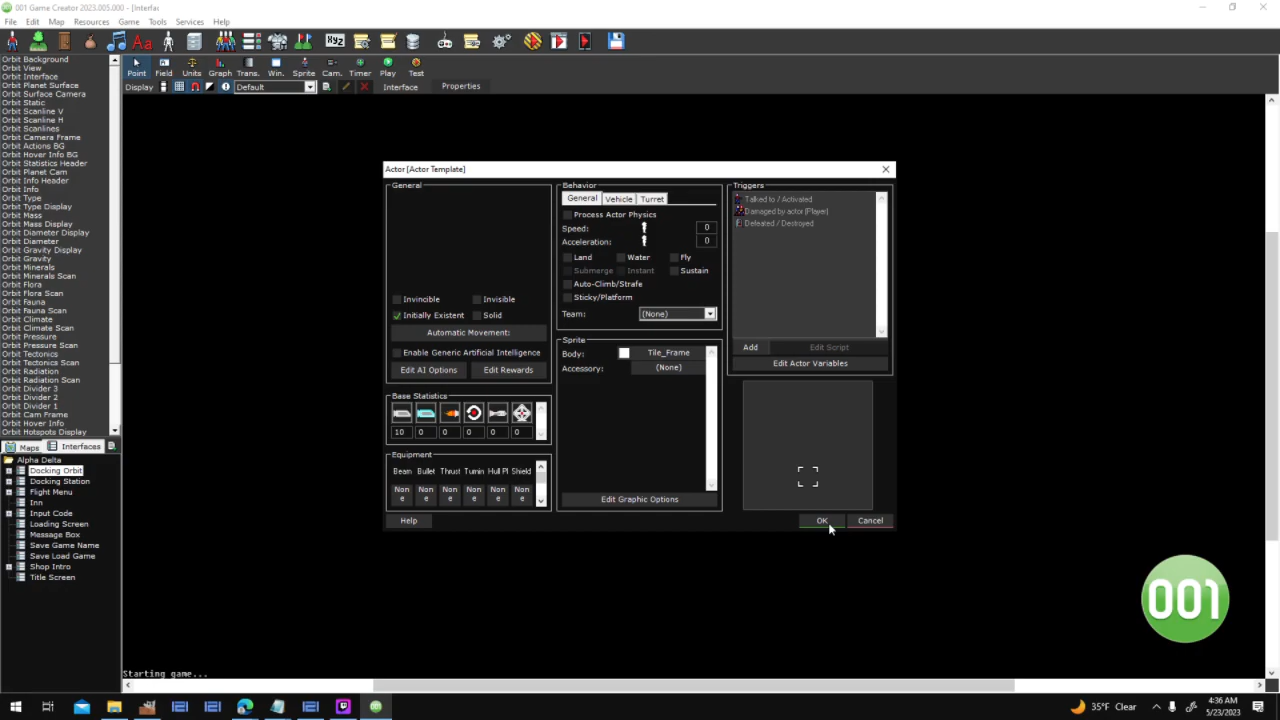 001 Game Creator 2023.005.000 - [Interfac
File Edit Map Resources Game Tools Services Help
Aa
XYZ
Orbit Background
Orbit View
Orbit Interface
Orbit Planet Surface
Orbit Surface Camera
Orbit Static
Orbit Scanline V
Orbit Scanline H
Orbit Scanlines
Orbit Camera Frame
Orbit Actions BG
Orbit Hover Info BG
Orbit Statistics Header
Orbit Planet Cam
Orbit Info Header
Orbit Info
Orbit Type
Orbit Type Display
Orbit Mass
Orbit Mass Display
Orbit Diameter Display
Orbit Diameter
Orbit Gravity Display
Orbit Gravity
Orbit Minerals
Orbit Minerals Scan
Orbit Flora
Orbit Flora Scan
Orbit Fauna
Orbit Fauna Scan
Orbit Climate
Orbit Climate Scan
Orbit Pressure
Orbit Pressure Scan
Orbit Tectonics
Orbit Tectonics Scan
Orbit Radiation
Orbit Radiation Scan
Orbit Divider 3
Orbit Divider 2
Orbit Divider 1
Orbit Cam Frame
Orbit Hover Info
Orbit Hotspots Display
Maps Interfaces
Alpha Delta
Docking Orbit
Docking Station
Flight Menu
Inn
Input Code
Loading Screen
Message Box
Save Game Name
Save Load Game
Shop Intro
Title Screen
Point Field Units Graph Trans. Win. Sprite Cam. Timer Play Test
Display Default Interface Properties
Actor [Actor Template]
General
Invincible Invisible
Initially Existent Solid
Automatic Movement:
Enable Generic Artificial Intelligence
Edit AI Options Edit Rewards
Base Statistics
10 0 0 0 0 0
Equipment
Beam Bullet Thrust Turnin Hull Pl Shield
Non Non Non Non Non Non
e e e e e e
Help
Behavior
General Vehicle Turret
Process Actor Physics
Speed: 0
Acceleration: 0
Land Water Fly
Submerge Instant Sustain
Auto-Climb/Strafe
Sticky/Platform
Team: (None)
Sprite
Body: Tile_Frame
Accessory: (None)
Edit Graphic Options
Triggers
Talked to / Activated
Damaged by actor [Player]
Defeated / Destroyed
Add Edit Script
Edit Actor Variables
OK Cancel
001
Starting game...
35°F Clear
4:36 AM
5/23/2023